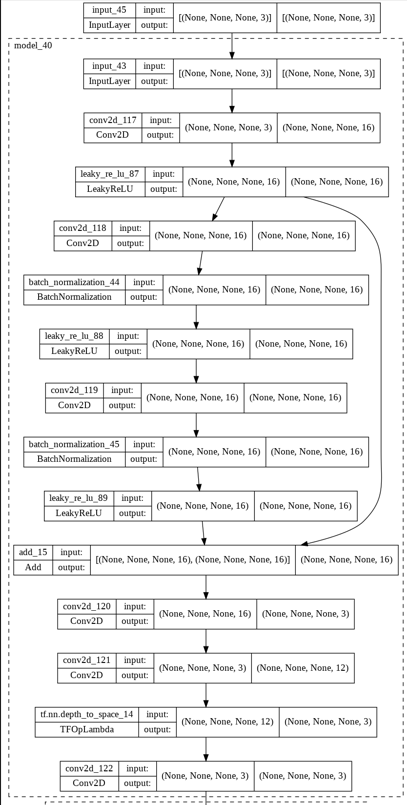 input_45 input: [(None, None, None, 3)] [(None, None, None, 3)]
InputLayer output:
model_40
input_43 input: [(None, None, None, 3)] [(None, None, None, 3)]
InputLayer output:
conv2d_117 input: (None, None, None, 3) (None, None, None, 16)
Conv2D output:
leaky_re_lu_87 input: (None, None, None, 16) (None, None, None, 16)
LeakyReLU output:
conv2d_118 input: (None, None, None, 16) (None, None, None, 16)
Conv2D output:
batch_normalization_44 input: (None, None, None, 16) (None, None, None, 16)
BatchNormalization output:
leaky_re_lu_88 input: (None, None, None, 16) (None, None, None, 16)
LeakyReLU output:
conv2d_119 input: (None, None, None, 16) (None, None, None, 16)
Conv2D output:
batch_normalization_45 input: (None, None, None, 16) (None, None, None, 16)
BatchNormalization output:
leaky_re_lu_89 input: (None, None, None, 16) (None, None, None, 16)
LeakyReLU output:
add_15 input: [(None, None, None, 16), (None, None, None, 16)] (None, None, None, 16)
Add output:
conv2d_120 input: (None, None, None, 16) (None, None, None, 3)
Conv2D output:
conv2d_121 input: (None, None, None, 3) (None, None, None, 12)
Conv2D output:
tf.nn.depth_to_space_14 input: (None, None, None, 12) (None, None, None, 3)
TFOpLambda output:
conv2d_122 input: (None, None, None, 3) (None, None, None, 3)
Conv2D output: